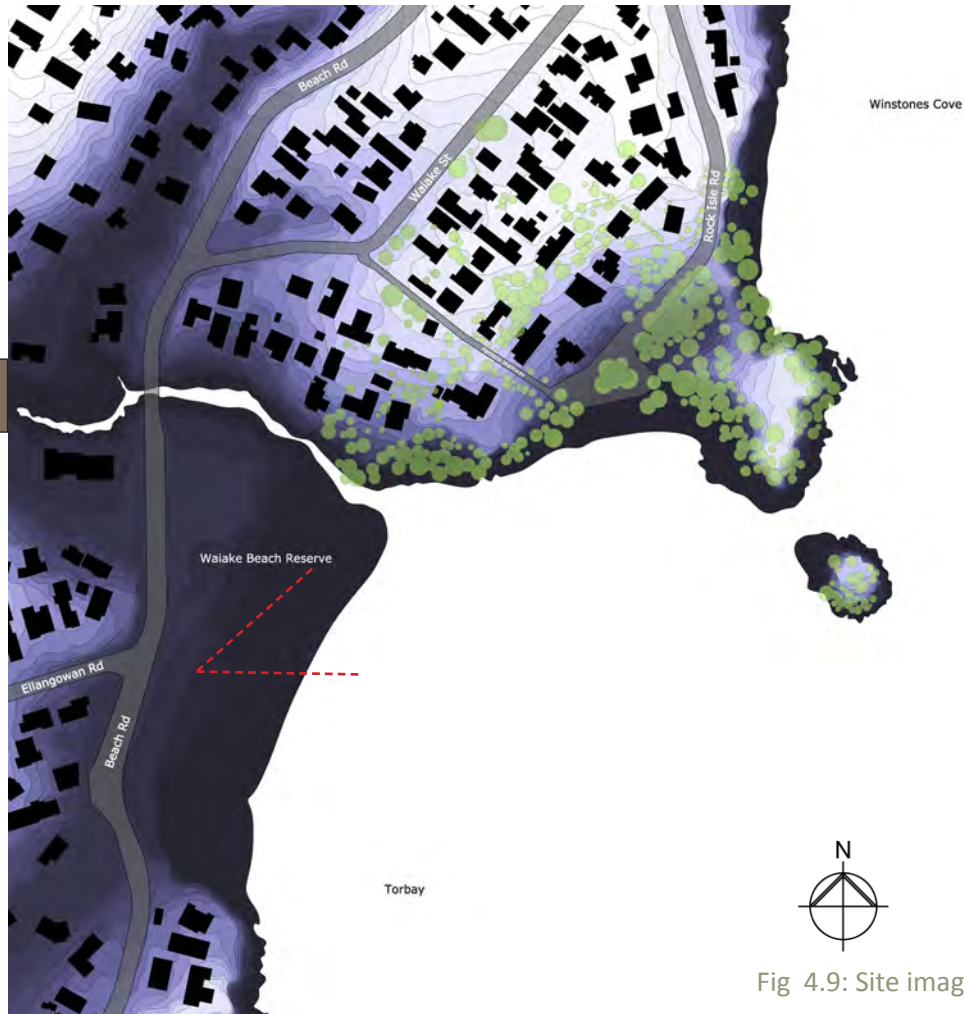 Winstones Cove
Beach Rd
Waiake St
Rock Isle Rd
Waiake Beach Reserve
Ellangowan Rd
Beach Rd
Torbay
N
Fig 4.9: Site imag